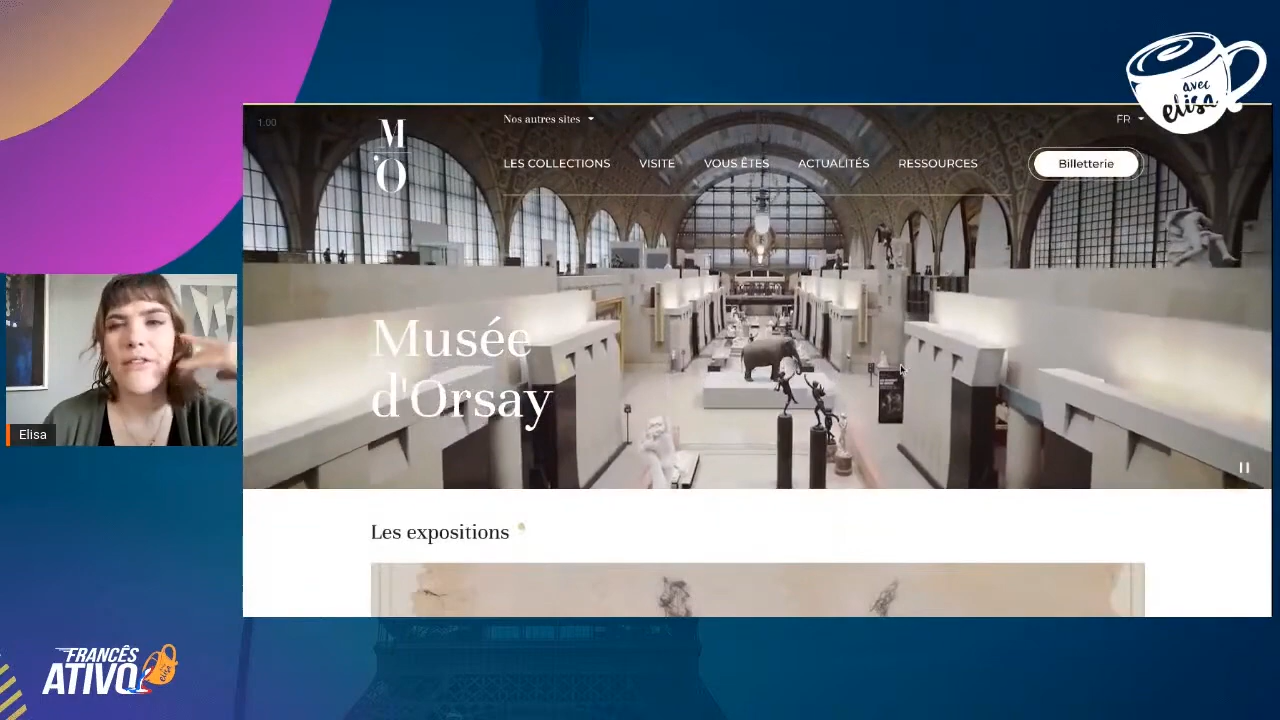 avec
elisa
1:00
M
'O
Nos autres sites
FR
LES COLLECTIONS VISITE VOUS ÊTES ACTUALITÉS RESSOURCES
Billetterie
Musée
d'Orsay
Elisa
Les expositions
FRANCÊS
ATIVO